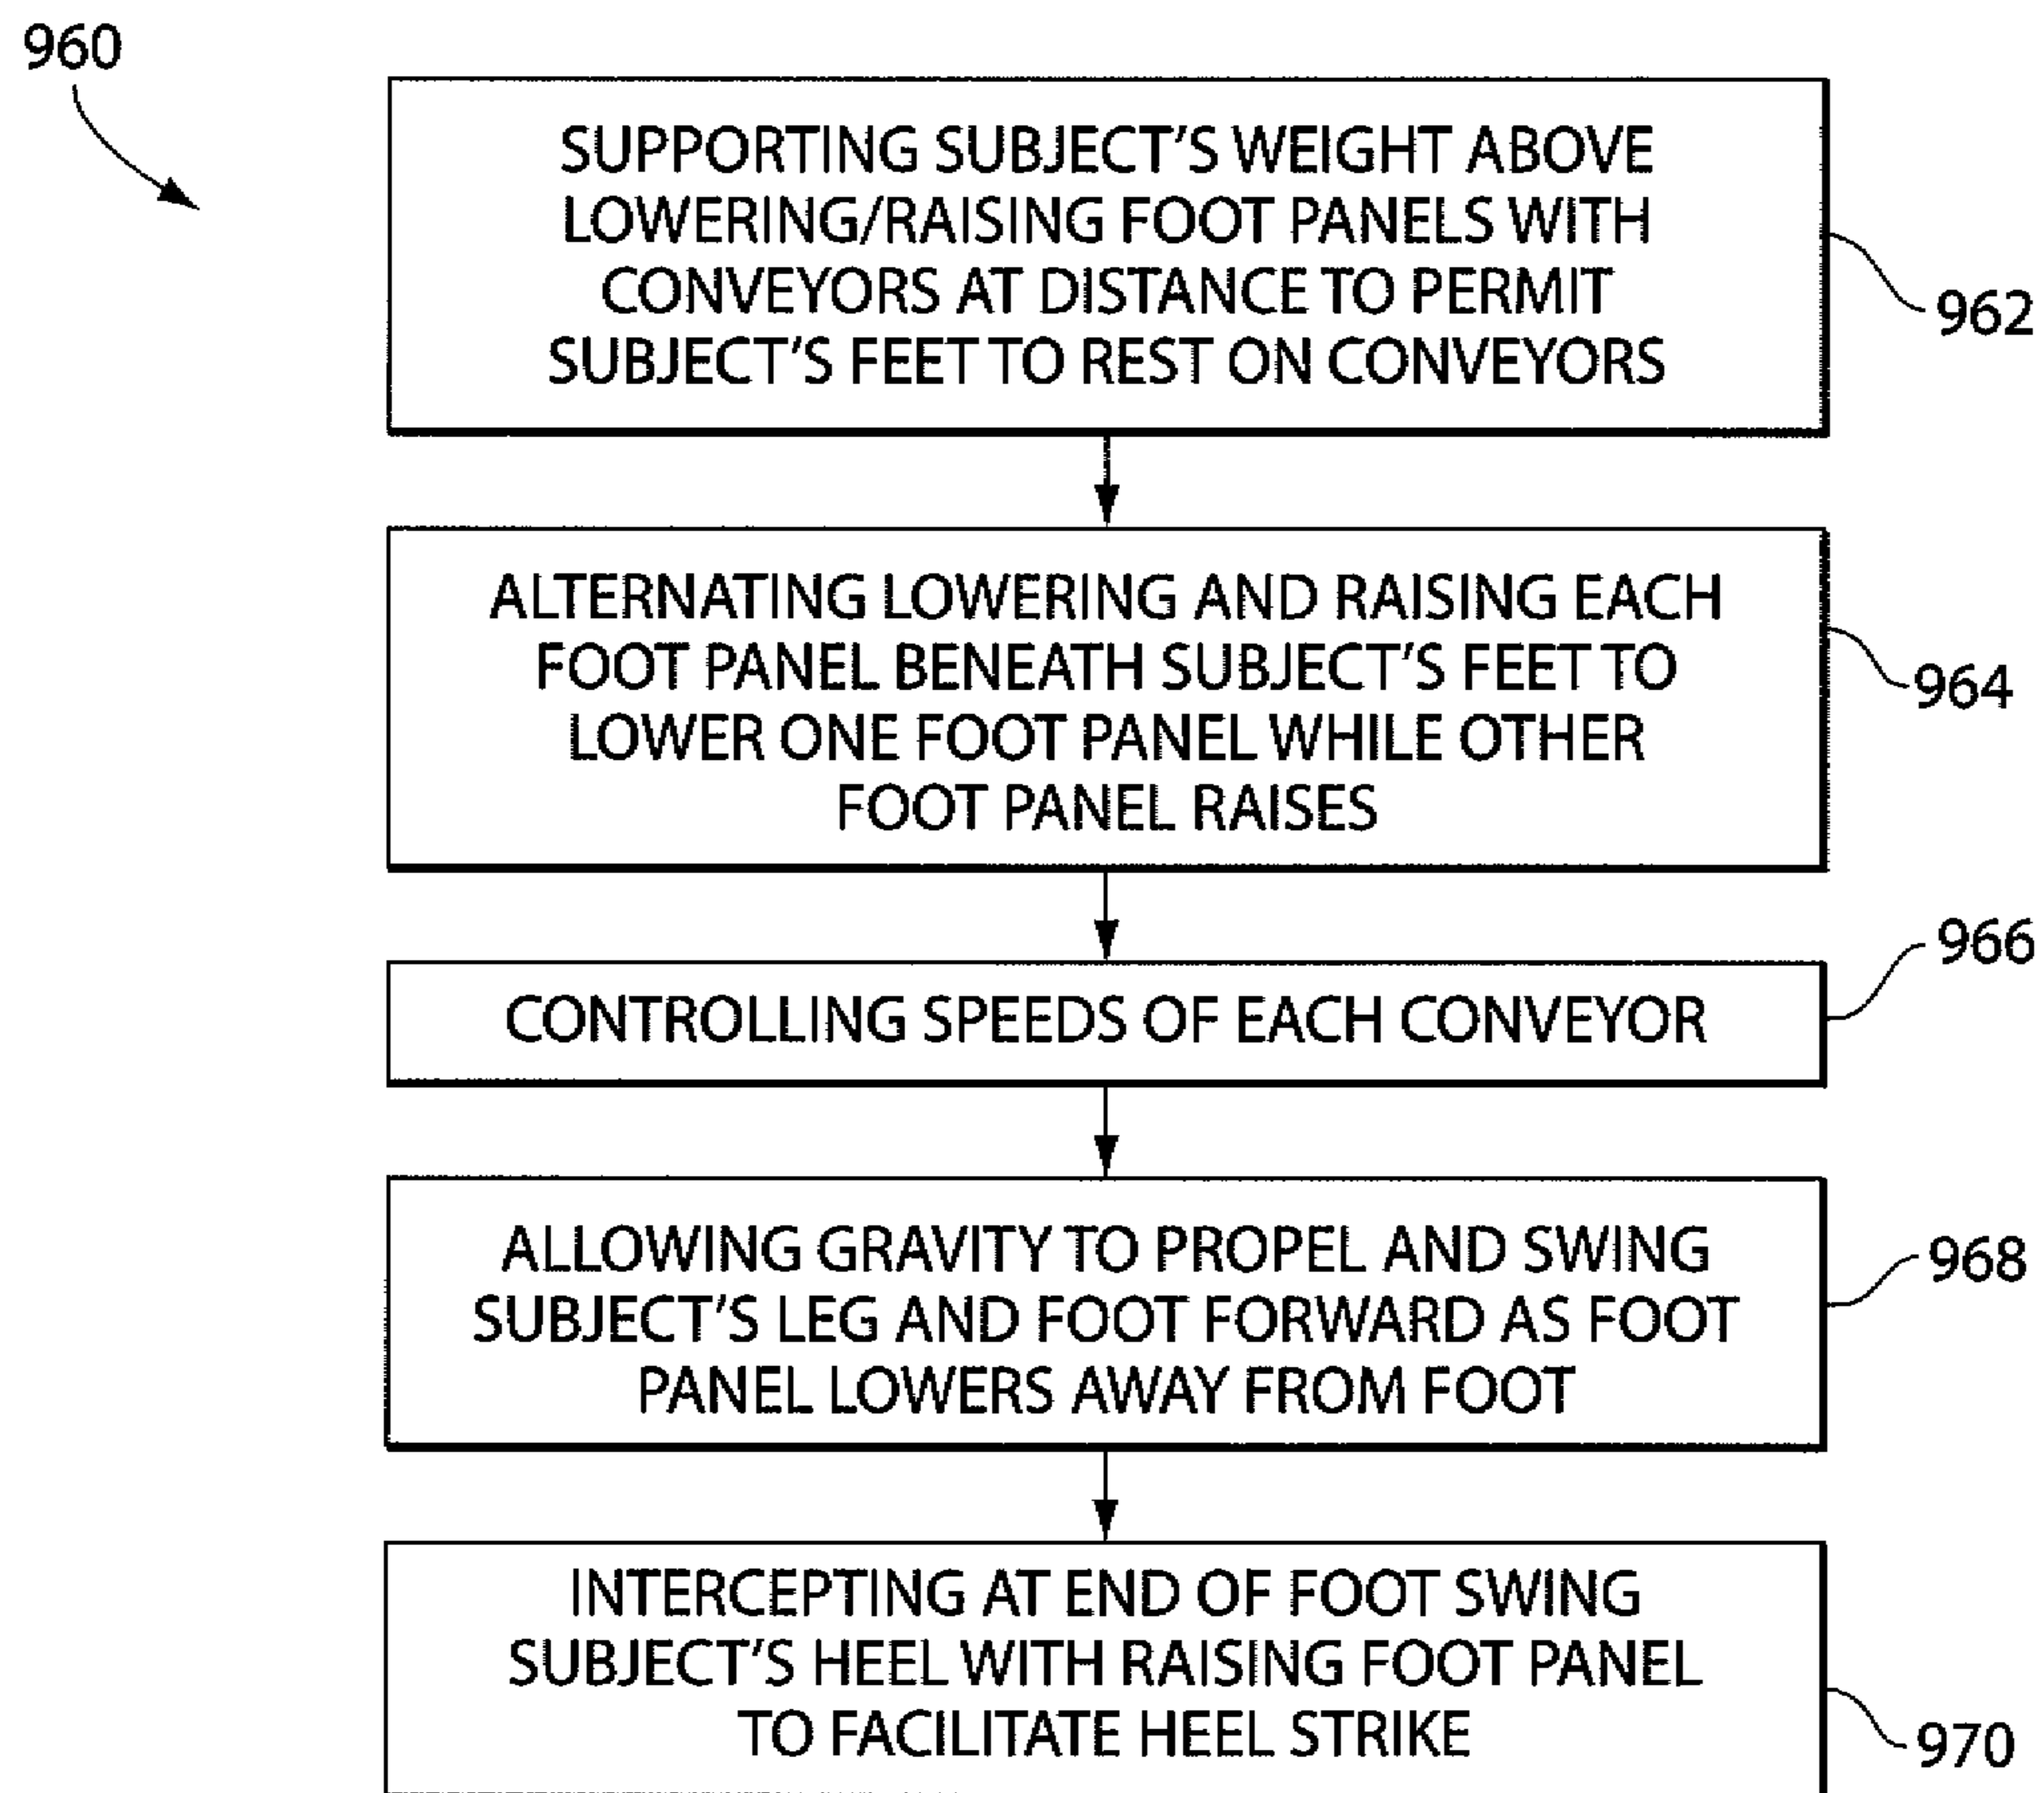 960
SUPPORTING SUBJECT'S WEIGHT ABOVE
LOWERING/RAISING FOOT PANELS WITH
CONVEYORS AT DISTANCE TO PERMIT
SUBJECT'S FEET TO REST ON CONVEYORS
962
ALTERNATING LOWERING AND RAISING EACH
FOOT PANEL BENEATH SUBJECT'S FEET TO
LOWER ONE FOOT PANEL WHILE OTHER
FOOT PANEL RAISES
964
CONTROLLING SPEEDS OF EACH CONVEYOR
966
ALLOWING GRAVITY TO PROPEL AND SWING
SUBJECT'S LEG AND FOOT FORWARD AS FOOT
PANEL LOWERS AWAY FROM FOOT
968
INTERCEPTING AT END OF FOOT SWING
SUBJECT'S HEEL WITH RAISING FOOT PANEL
TO FACILITATE HEEL STRIKE
970